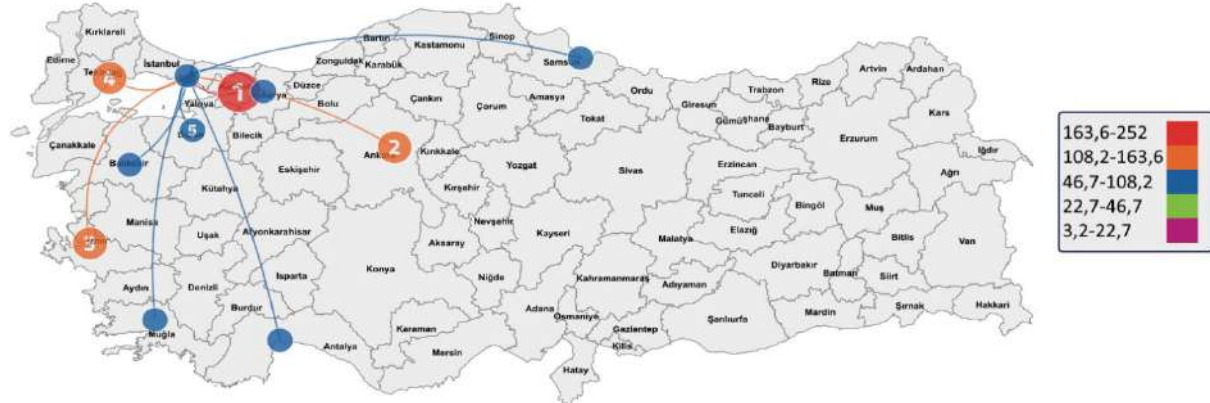 Kırklareli
Edirne
İstanbul
4
1
Yalova
5
Düzce
Bolu
Bilecik
Zonguldak
Bartın
Karabük
Kastamonu
Sinop
Samsun
Çankırı
Çorum
Amasya
Tokat
Ordu
Giresun
Trabzon
Rize
Artvin
Ardahan
Kars
Bayburt
Erzurum
Iğdır
Ağrı
Çanakkale
Balıkesir
Kütahya
Eskişehir
2
Kırıkkale
Yozgat
Kırşehir
Sivas
Erzincan
Tunceli
Bingöl
Muş
Bitlis
Van
3
Manisa
Uşak
Afyonkarahisar
Nevşehir
Aksaray
Kayseri
Malatya
Elazığ
Diyarbakır
Batman
Siirt
Aydın
Denizli
Isparta
Burdur
Konya
Niğde
Kahramanmaraş
Adıyaman
Şırnak
Hakkari
Muğla
Antalya
Karaman
Mersin
Adana
Osmaniye
Gaziantep
Kilis
Şanlıurfa
Mardin
Hatay
163,6-252
108,2-163,6
46,7-108,2
22,7-46,7
3,2-22,7